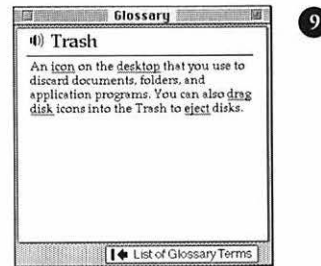 Glossary
9
Trash
An icon on the desktop that you use to
discard documents, folders, and
application programs. You can also drag
disk icons into the Trash to eject disks.
List of Glossary Terms